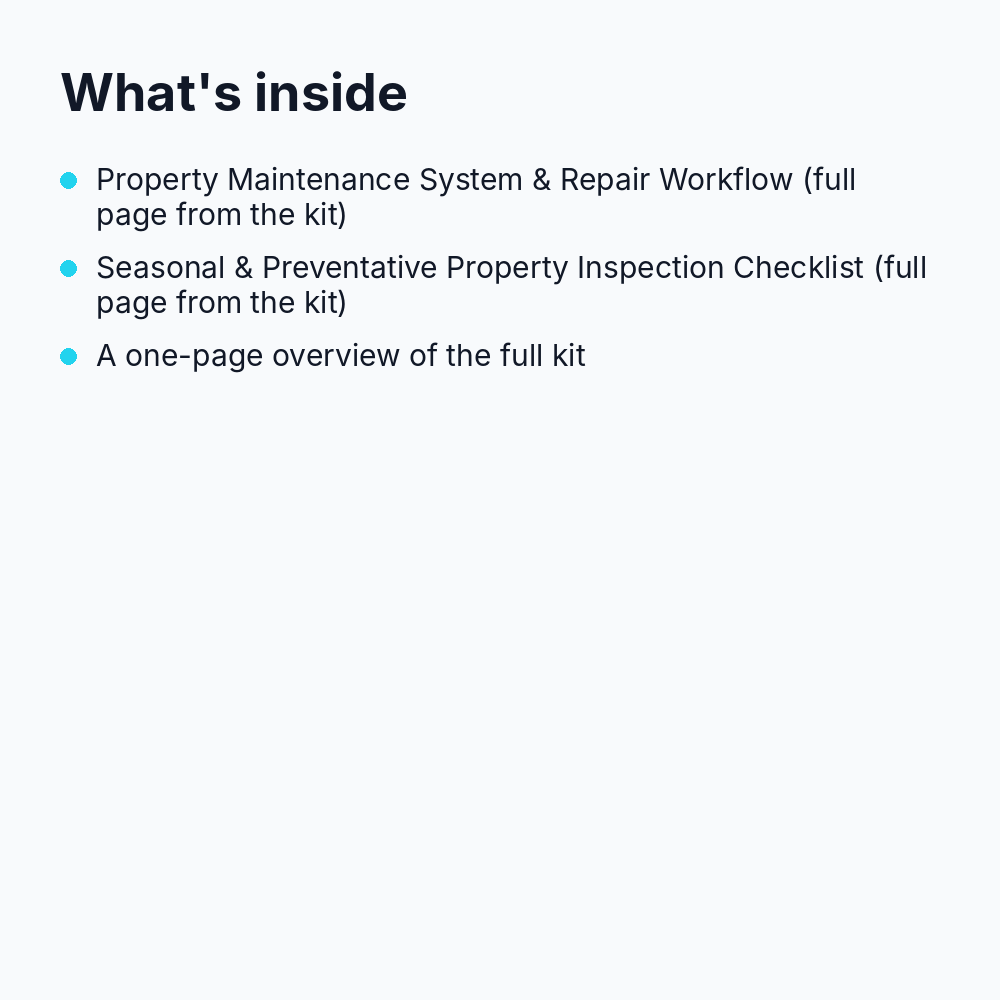 What's inside
Property Maintenance System & Repair Workflow (full
page from the kit)
Seasonal & Preventative Property Inspection Checklist (full
page from the kit)
A one-page overview of the full kit